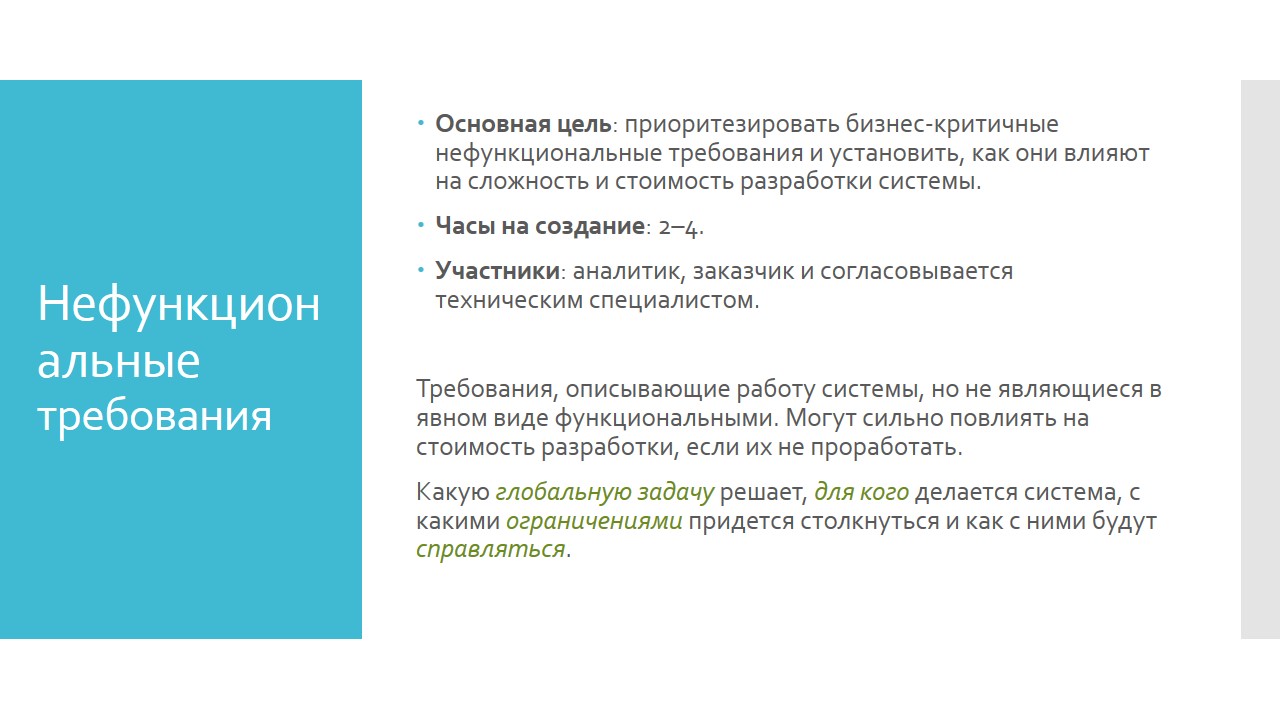 Нефункцион
альные
требования
• Основная цель: приоритезировать бизнес-критичные
нефункциональные требования и установить, как они влияют
на сложность и стоимость разработки системы.
• Часы на создание: 2–4.
• Участники: аналитик, заказчик и согласовывается
техническим специалистом.
Требования, описывающие работу системы, но не являющиеся в
явном виде функциональными. Могут сильно повлиять на
стоимость разработки, если их не проработать.
Какую глобальную задачу решает, для кого делается система, с
какими ограничениями придется столкнуться и как с ними будут
справляться.